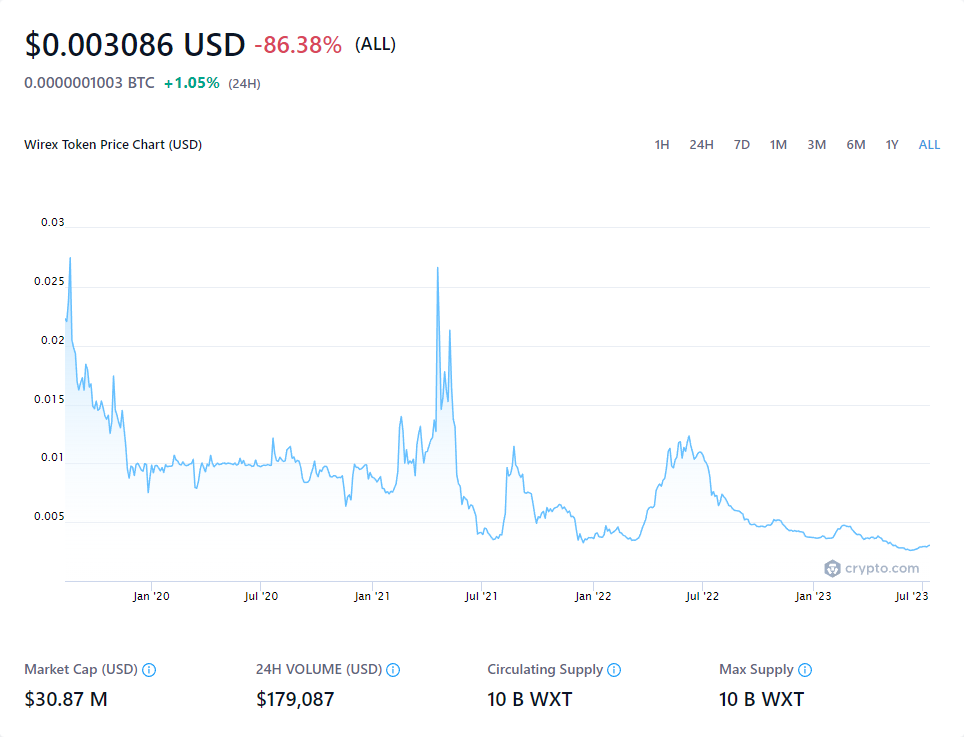 $0.003086 USD -86.38% (ALL)
0.0000001003 BTC +1.05% (24H)
Wirex Token Price Chart (USD) 1H 24H 7D 1M 3M 6M 1Y ALL
0.03
0.025
0.02
0.015
0.01
0.005
crypto.com
Jan '20 Jul '20 Jan '21 Jul '21 Jan '22 Jul '22 Jan '23 Jul '23
Market Cap (USD) 24H VOLUME (USD) Circulating Supply Max Supply
$30.87 M $179,087 10 B WXT 10 B WXT